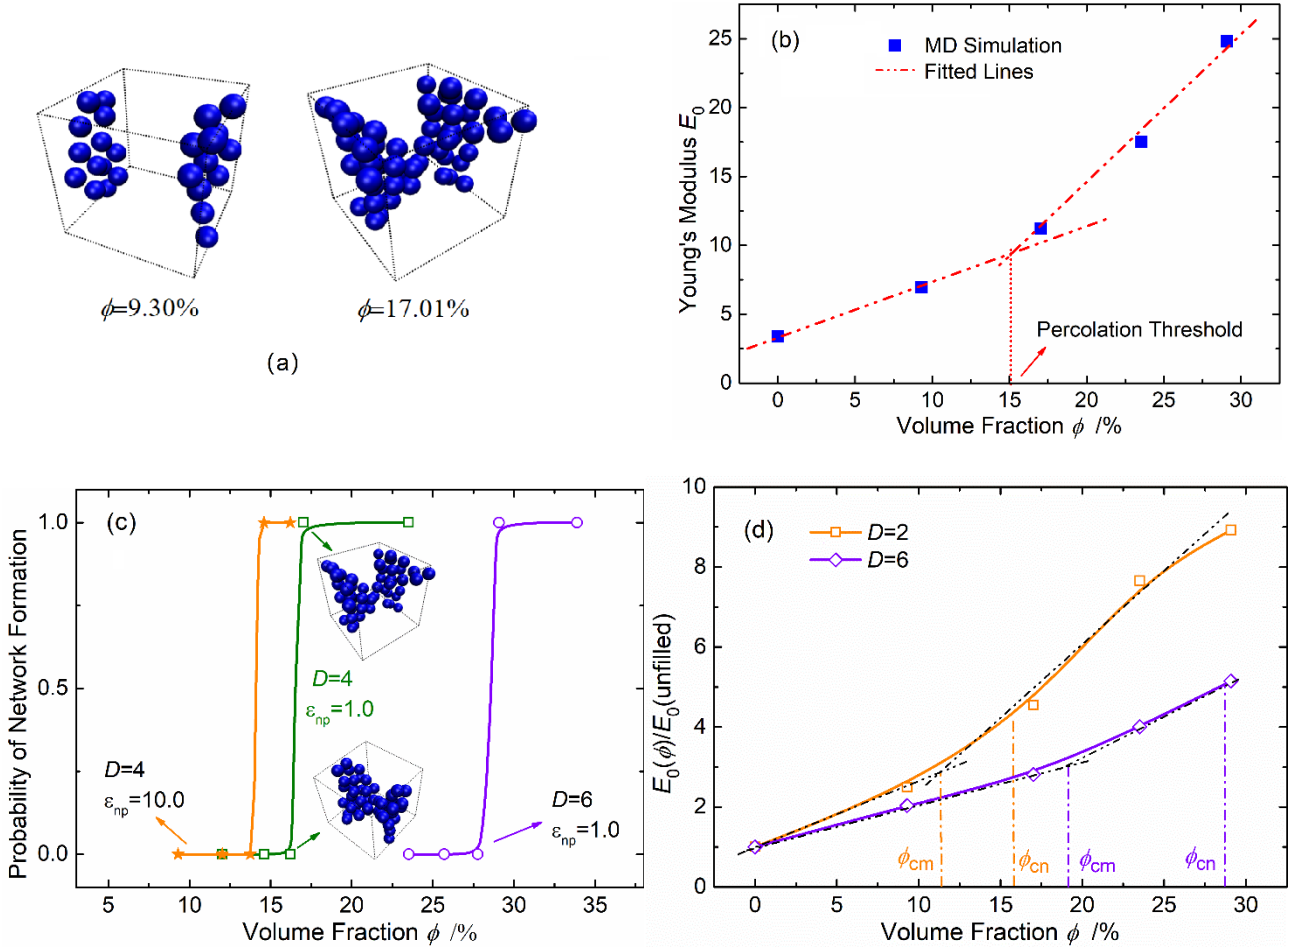 ϕ=9.30%
ϕ=17.01%
(a)
(b)
MD Simulation
Fitted Lines
Percolation Threshold
Young's Modulus E₀
0
5
10
15
20
25
0 5 10 15 20 25 30
Volume Fraction ϕ /%
(c)
D=4
εnp=1.0
D=4
εnp=10.0
D=6
εnp=1.0
Probability of Network Formation
1.0
0.5
0.0
5 10 15 20 25 30 35
Volume Fraction ϕ /%
(d)
D=2
D=6
ϕcm ϕcn ϕcm ϕcn
E₀(ϕ)/E₀(unfilled)
10
8
6
4
2
0
0 5 10 15 20 25 30
Volume Fraction ϕ /%